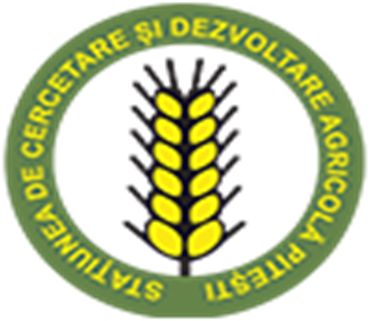 STAȚIUNEA DE CERCETARE ȘI DEZVOLTARE AGRICOLĂ PITEȘTI